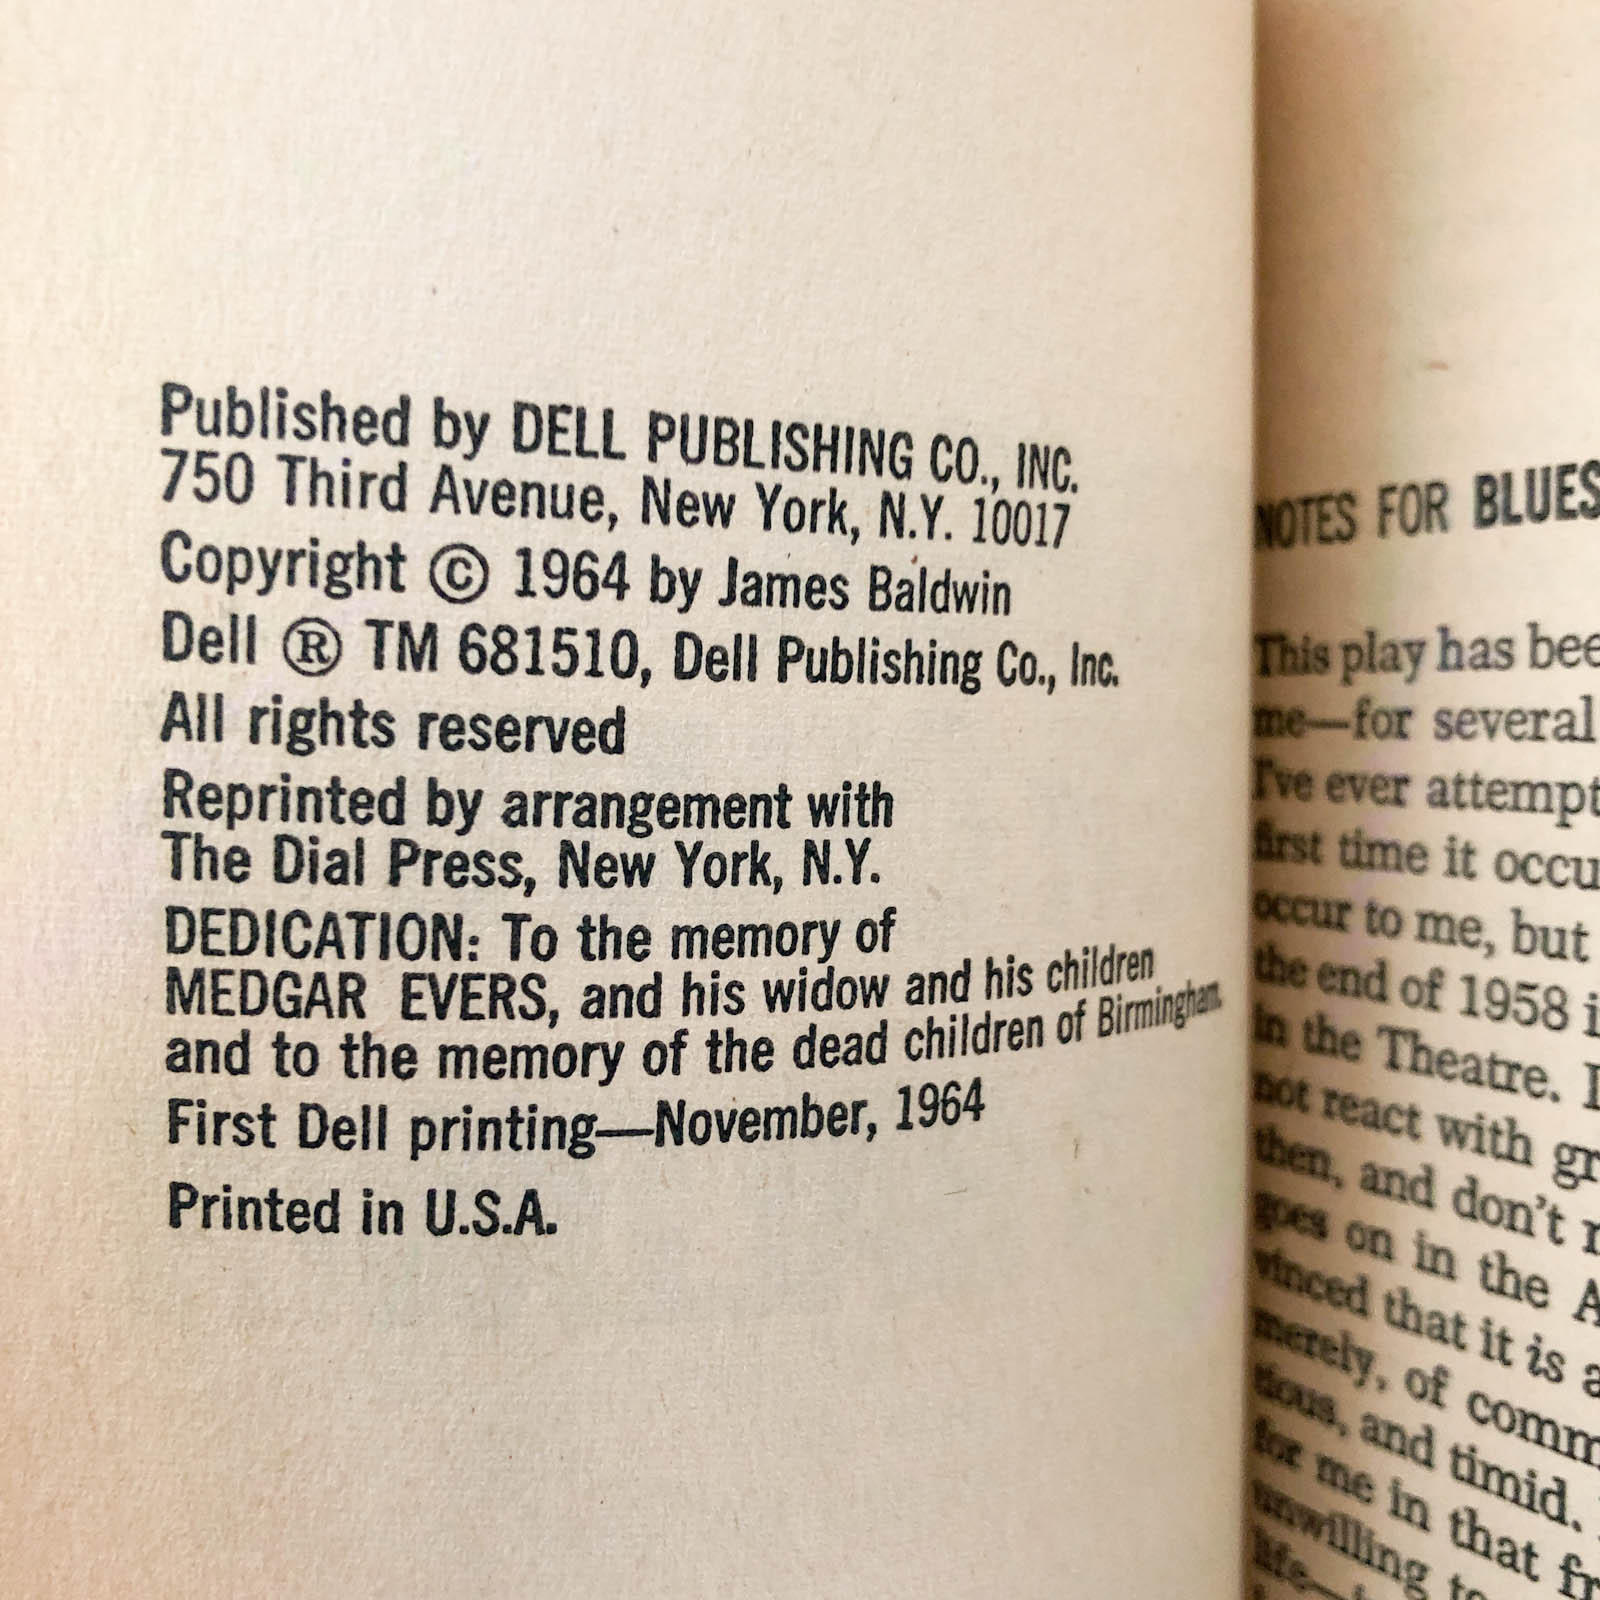 Published by DELL PUBLISHING CO., INC.
750 Third Avenue, New York, N.Y. 10017
Copyright © 1964 by James Baldwin
Dell ® TM 681510, Dell Publishing Co., Inc.
All rights reserved
Reprinted by arrangement with
The Dial Press, New York, N.Y.
DEDICATION: To the memory of
MEDGAR EVERS, and his widow and his children
and to the memory of the dead children of Birmingham.
First Dell printing—November, 1964
Printed in U.S.A.
NOTES FOR BLUES
This play has bee
me—for several
I've ever attempt
first time it occu
occur to me, but
the end of 1958 i
in the Theatre. I
not react with gr
then, and don't r
goes on in the A
vinced that it is a
merely, of comm
tious, and timid.
for me in that fr
unwilling to
life—